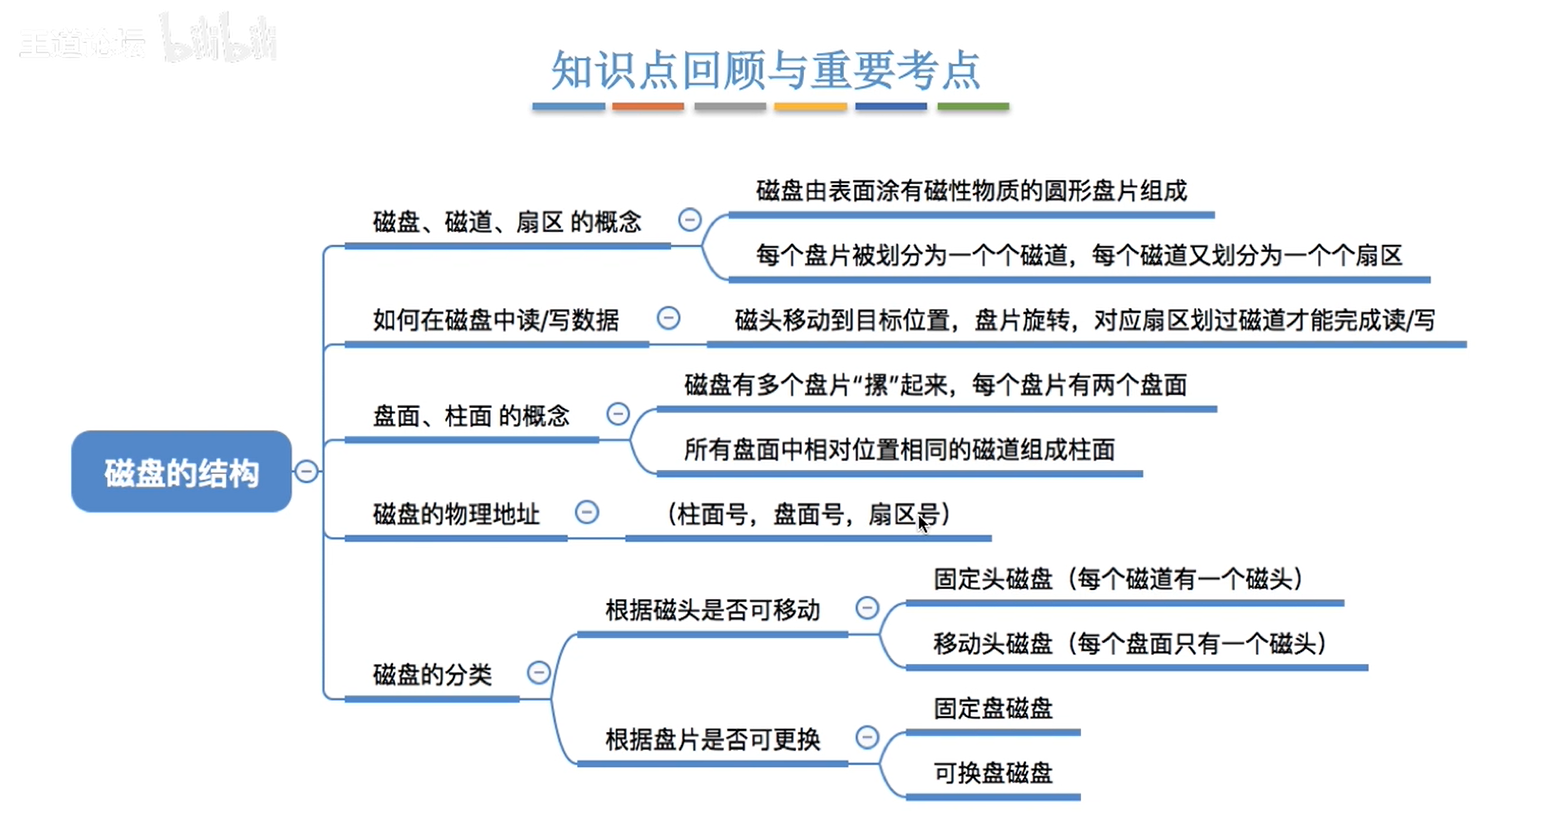 王道论坛 bilibili
知识点回顾与重要考点
磁盘的结构
磁盘、磁道、扇区 的概念
磁盘由表面涂有磁性物质的圆形盘片组成
每个盘片被划分为一个个磁道，每个磁道又划分为一个个扇区
如何在磁盘中读/写数据
磁头移动到目标位置，盘片旋转，对应扇区划过磁道才能完成读/写
盘面、柱面 的概念
磁盘有多个盘片“摞”起来，每个盘片有两个盘面
所有盘面中相对位置相同的磁道组成柱面
磁盘的物理地址
（柱面号，盘面号，扇区号）
磁盘的分类
根据磁头是否可移动
固定头磁盘（每个磁道有一个磁头）
移动头磁盘（每个盘面只有一个磁头）
根据盘片是否可更换
固定盘磁盘
可换盘磁盘